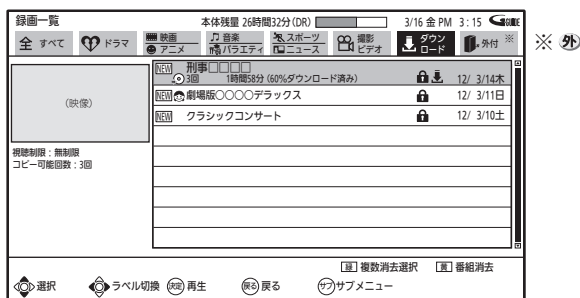 録画一覧 本体残量 26時間32分(DR) 3/16 金 PM 3:15 GUIDE
全 すべて ドラマ 映画 アニメ 音楽 舞バラエティ スポーツ ニュース 撮影ビデオ ダウンロード 外付 ※ ※ 外
NEW 刑事□□□□
3回 1時間58分 (60%ダウンロード済み) 12/ 3/14木
(映像)
NEW 劇場版○○○○デラックス 12/ 3/11日
NEW クラシックコンサート 12/ 3/10土
視聴制限：無制限
コピー可能回数：3回
緑 複数消去選択 黄 番組消去
選択 ラベル切換 決定 再生 戻る 戻る サブ サブメニュー